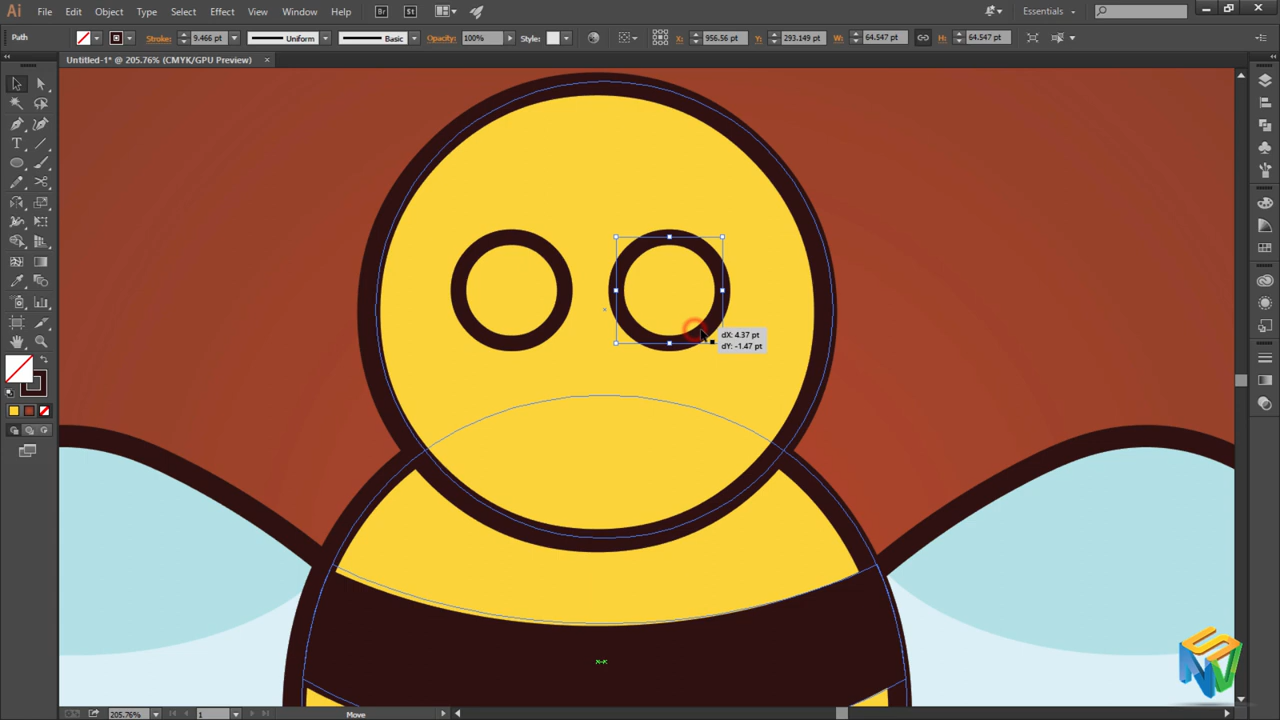 Ai File Edit Object Type Select Effect View Window Help Br St Essentials
Path Stroke: 9.466 pt Uniform Basic Opacity: 100% Style: X: 956.56 pt Y: 293.149 pt W: 64.547 pt H: 64.547 pt
Untitled-1* @ 205.76% (CMYK/GPU Preview) ×
dX: 4.37 pt
dY: -1.47 pt
205.76% 1 Move